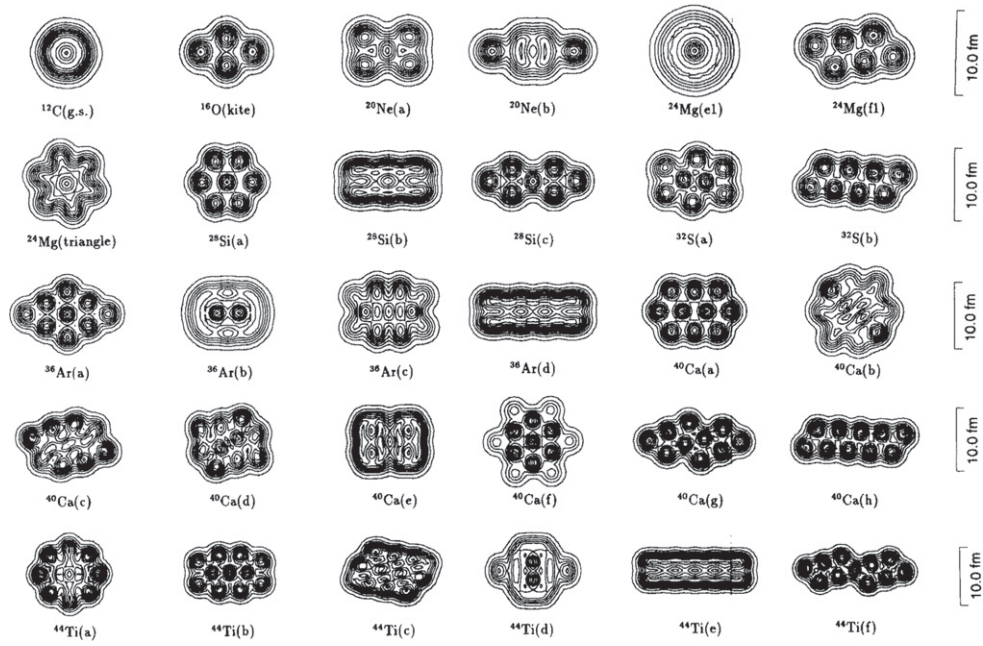 ¹²C(g.s.) ¹⁶O(kite) ²⁰Ne(a) ²⁰Ne(b) ²⁴Mg(e1) ²⁴Mg(f1) 10.0 fm
²⁴Mg(triangle) ²⁸Si(a) ²⁸Si(b) ²⁸Si(c) ³²S(a) ³²S(b) 10.0 fm
³⁶Ar(a) ³⁶Ar(b) ³⁶Ar(c) ³⁶Ar(d) ⁴⁰Ca(a) ⁴⁰Ca(b) 10.0 fm
⁴⁰Ca(c) ⁴⁰Ca(d) ⁴⁰Ca(e) ⁴⁰Ca(f) ⁴⁰Ca(g) ⁴⁰Ca(h) 10.0 fm
⁴⁴Ti(a) ⁴⁴Ti(b) ⁴⁴Ti(c) ⁴⁴Ti(d) ⁴⁴Ti(e) ⁴⁴Ti(f) 10.0 fm